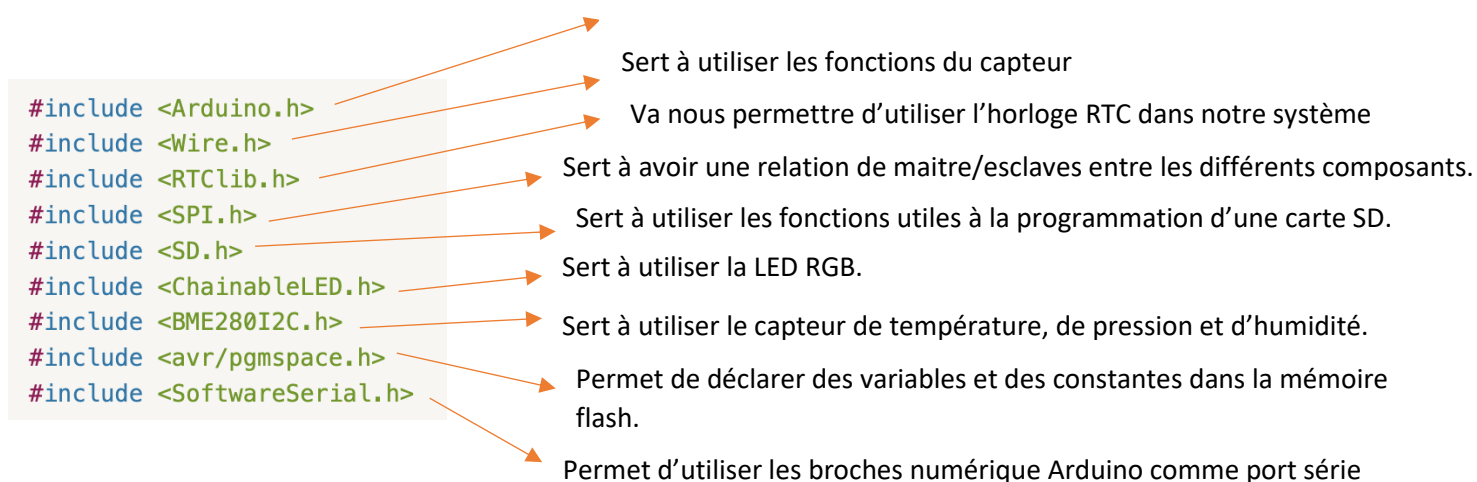 Sert à utiliser les fonctions du capteur
#include <Arduino.h>
Va nous permettre d’utiliser l’horloge RTC dans notre système
#include <Wire.h>
Sert à avoir une relation de maitre/esclaves entre les différents composants.
#include <RTClib.h>
#include <SPI.h>
Sert à utiliser les fonctions utiles à la programmation d’une carte SD.
#include <SD.h>
Sert à utiliser la LED RGB.
#include <ChainableLED.h>
#include <BME280I2C.h>
Sert à utiliser le capteur de température, de pression et d’humidité.
#include <avr/pgmspace.h>
Permet de déclarer des variables et des constantes dans la mémoire
flash.
#include <SoftwareSerial.h>
Permet d’utiliser les broches numérique Arduino comme port série